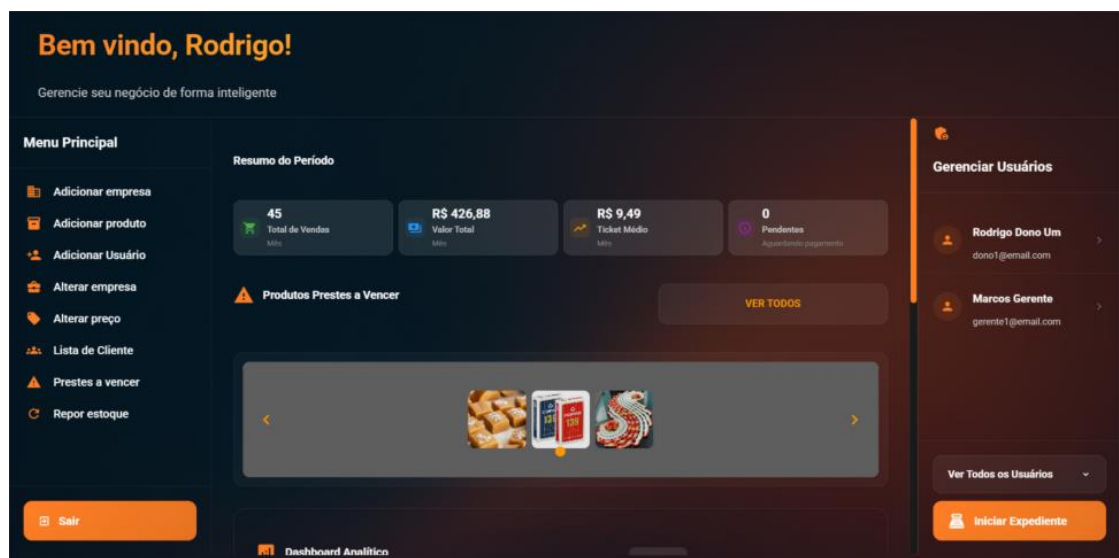 Bem vindo, Rodrigo!
Gerencie seu negócio de forma inteligente
Menu Principal
Adicionar empresa
Adicionar produto
Adicionar Usuário
Alterar empresa
Alterar preço
Lista de Cliente
Prestes a vencer
Repor estoque
Sair
Resumo do Período
45
Total de Vendas
Mês
R$ 426,88
Valor Total
Mês
R$ 9,49
Ticket Médio
Mês
0
Pendentes
Aguardando pagamento
Produtos Prestes a Vencer
VER TODOS
139
139
Dashboard Analítico
Gerenciar Usuários
Rodrigo Dono Um
dono1@email.com
Marcos Gerente
gerente1@email.com
Ver Todos os Usuários
Iniciar Expediente